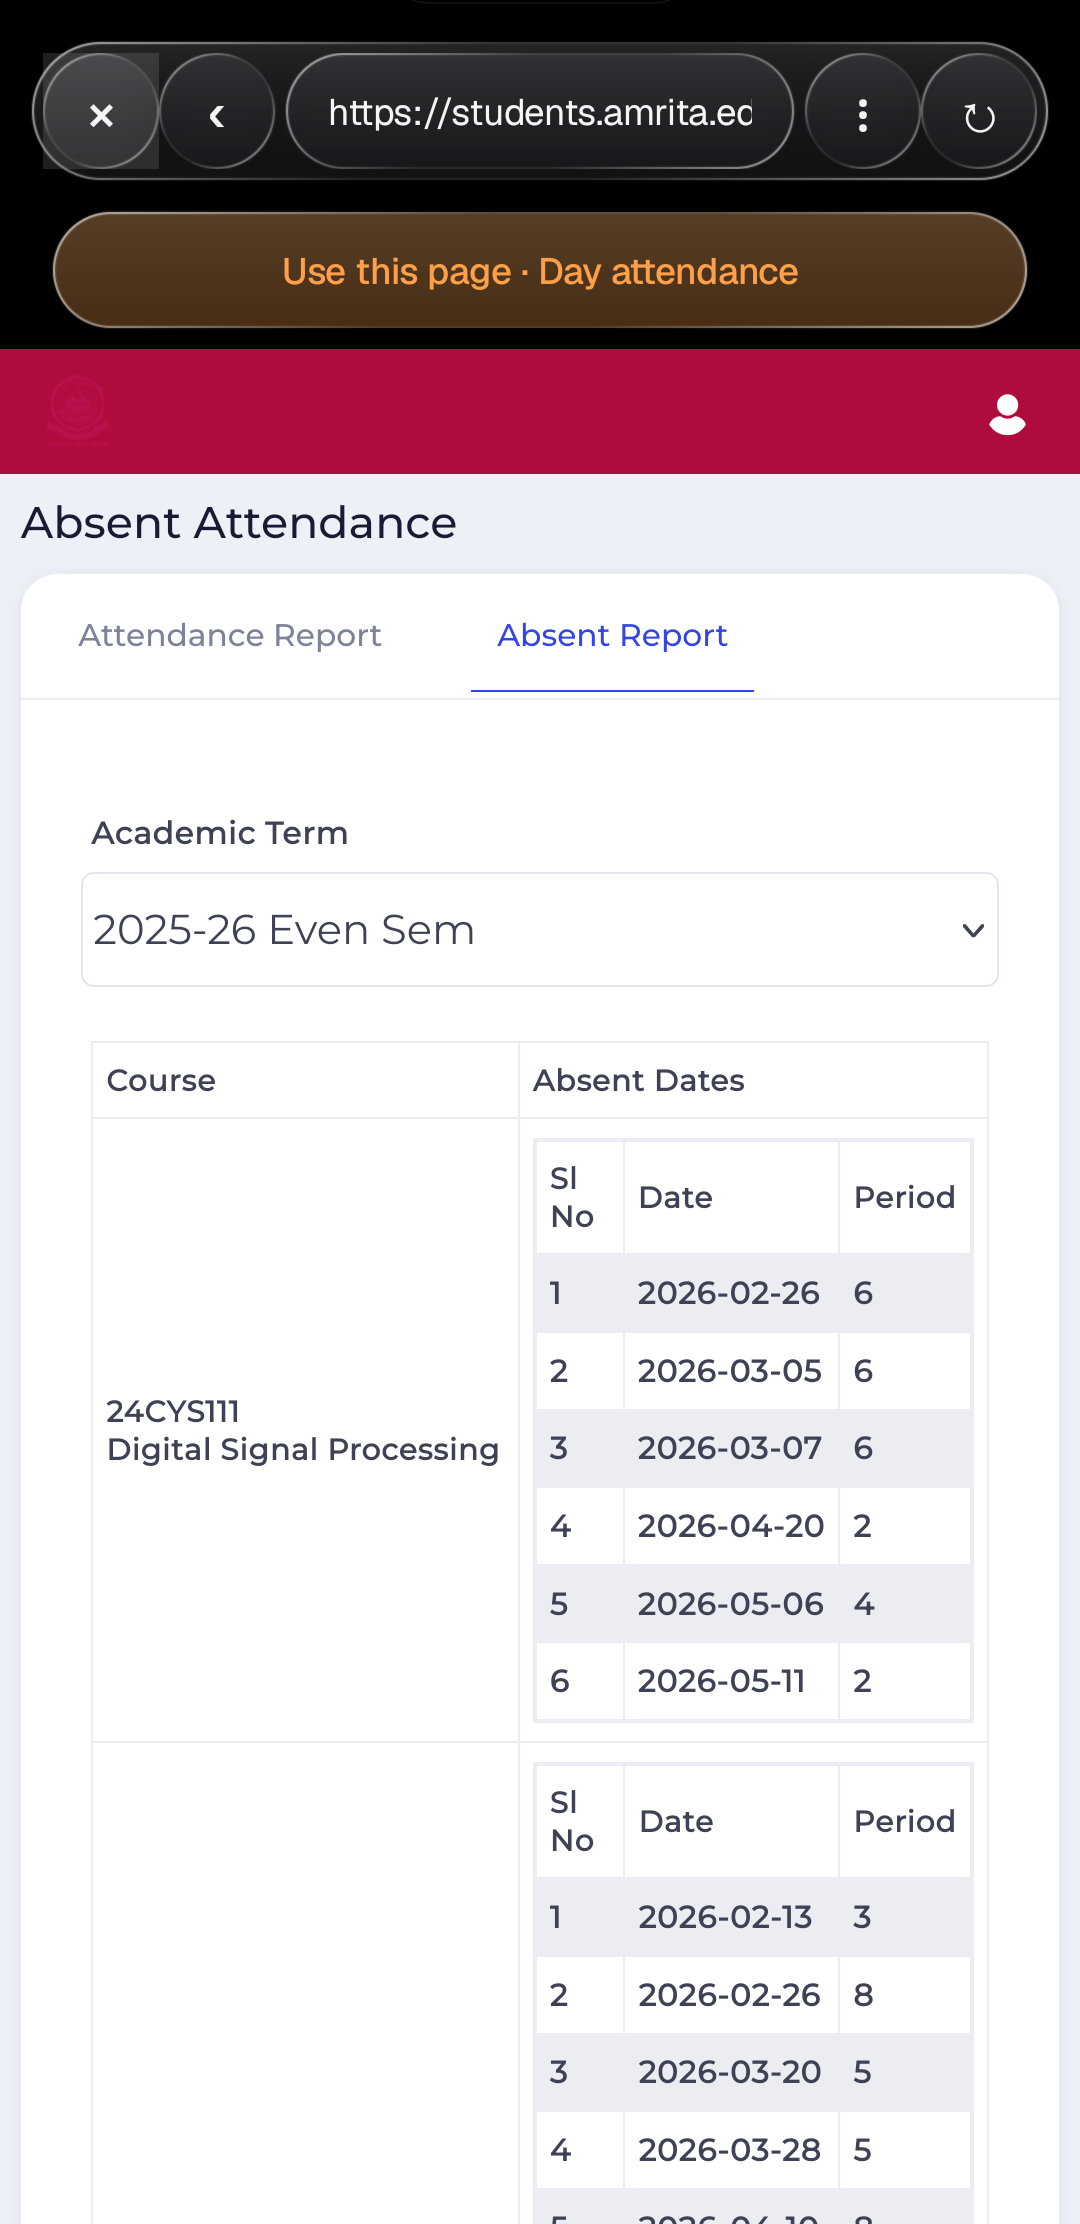 https://students.amrita.ed
Use this page · Day attendance
Absent Attendance
Attendance Report
Absent Report
Academic Term
2025-26 Even Sem
Course
Absent Dates
Sl No
Date
Period
24CYS111
Digital Signal Processing
1 2026-02-26 6
2 2026-03-05 6
3 2026-03-07 6
4 2026-04-20 2
5 2026-05-06 4
6 2026-05-11 2
Sl No
Date
Period
1 2026-02-13 3
2 2026-02-26 8
3 2026-03-20 5
4 2026-03-28 5